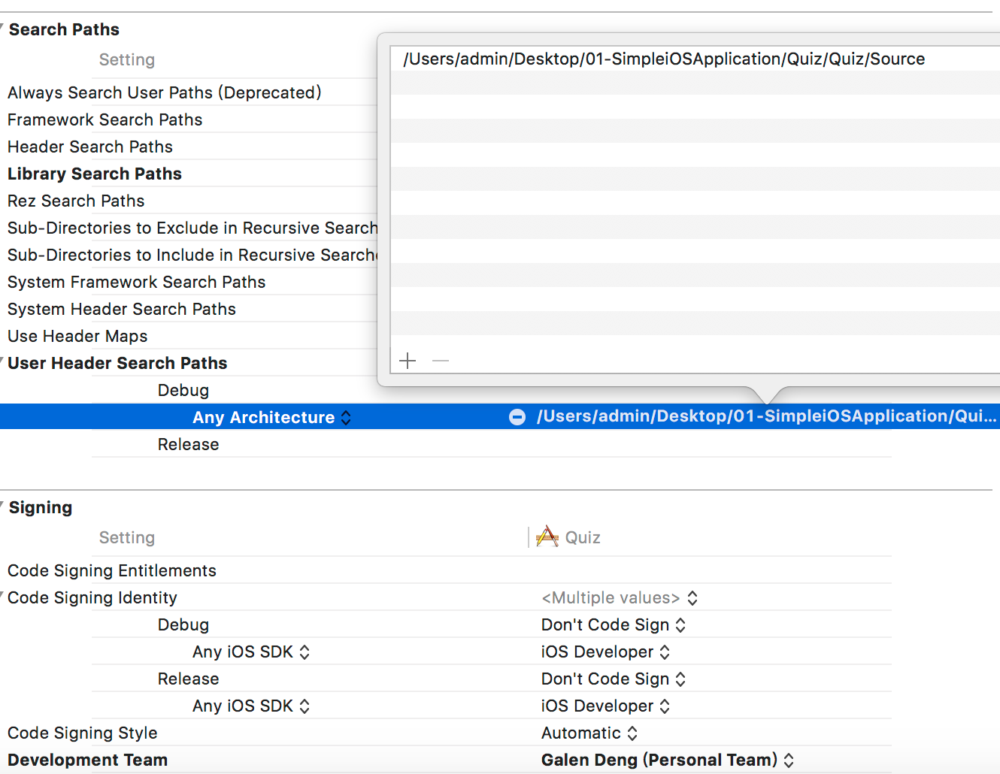 Search Paths
Setting
/Users/admin/Desktop/01-SimpleiOSApplication/Quiz/Quiz/Source
Always Search User Paths (Deprecated)
Framework Search Paths
Header Search Paths
Library Search Paths
Rez Search Paths
Sub-Directories to Exclude in Recursive Search
Sub-Directories to Include in Recursive Searche
System Framework Search Paths
System Header Search Paths
Use Header Maps
User Header Search Paths
Debug
Any Architecture /Users/admin/Desktop/01-SimpleiOSApplication/Qui...
Release
Signing
Setting Quiz
Code Signing Entitlements
Code Signing Identity <Multiple values>
Debug Don't Code Sign
Any iOS SDK iOS Developer
Release Don't Code Sign
Any iOS SDK iOS Developer
Code Signing Style Automatic
Development Team Galen Deng (Personal Team)